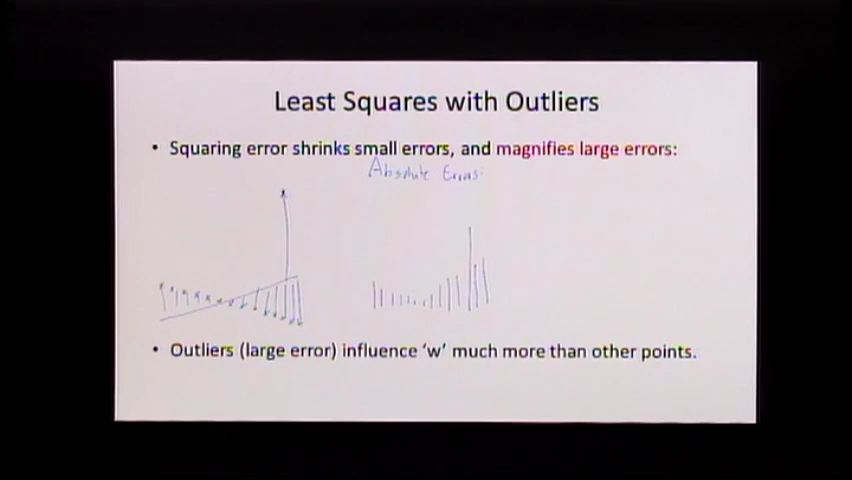 Least Squares with Outliers
• Squaring error shrinks small errors, and magnifies large errors:
Absolute Errors:
• Outliers (large error) influence ‘w’ much more than other points.